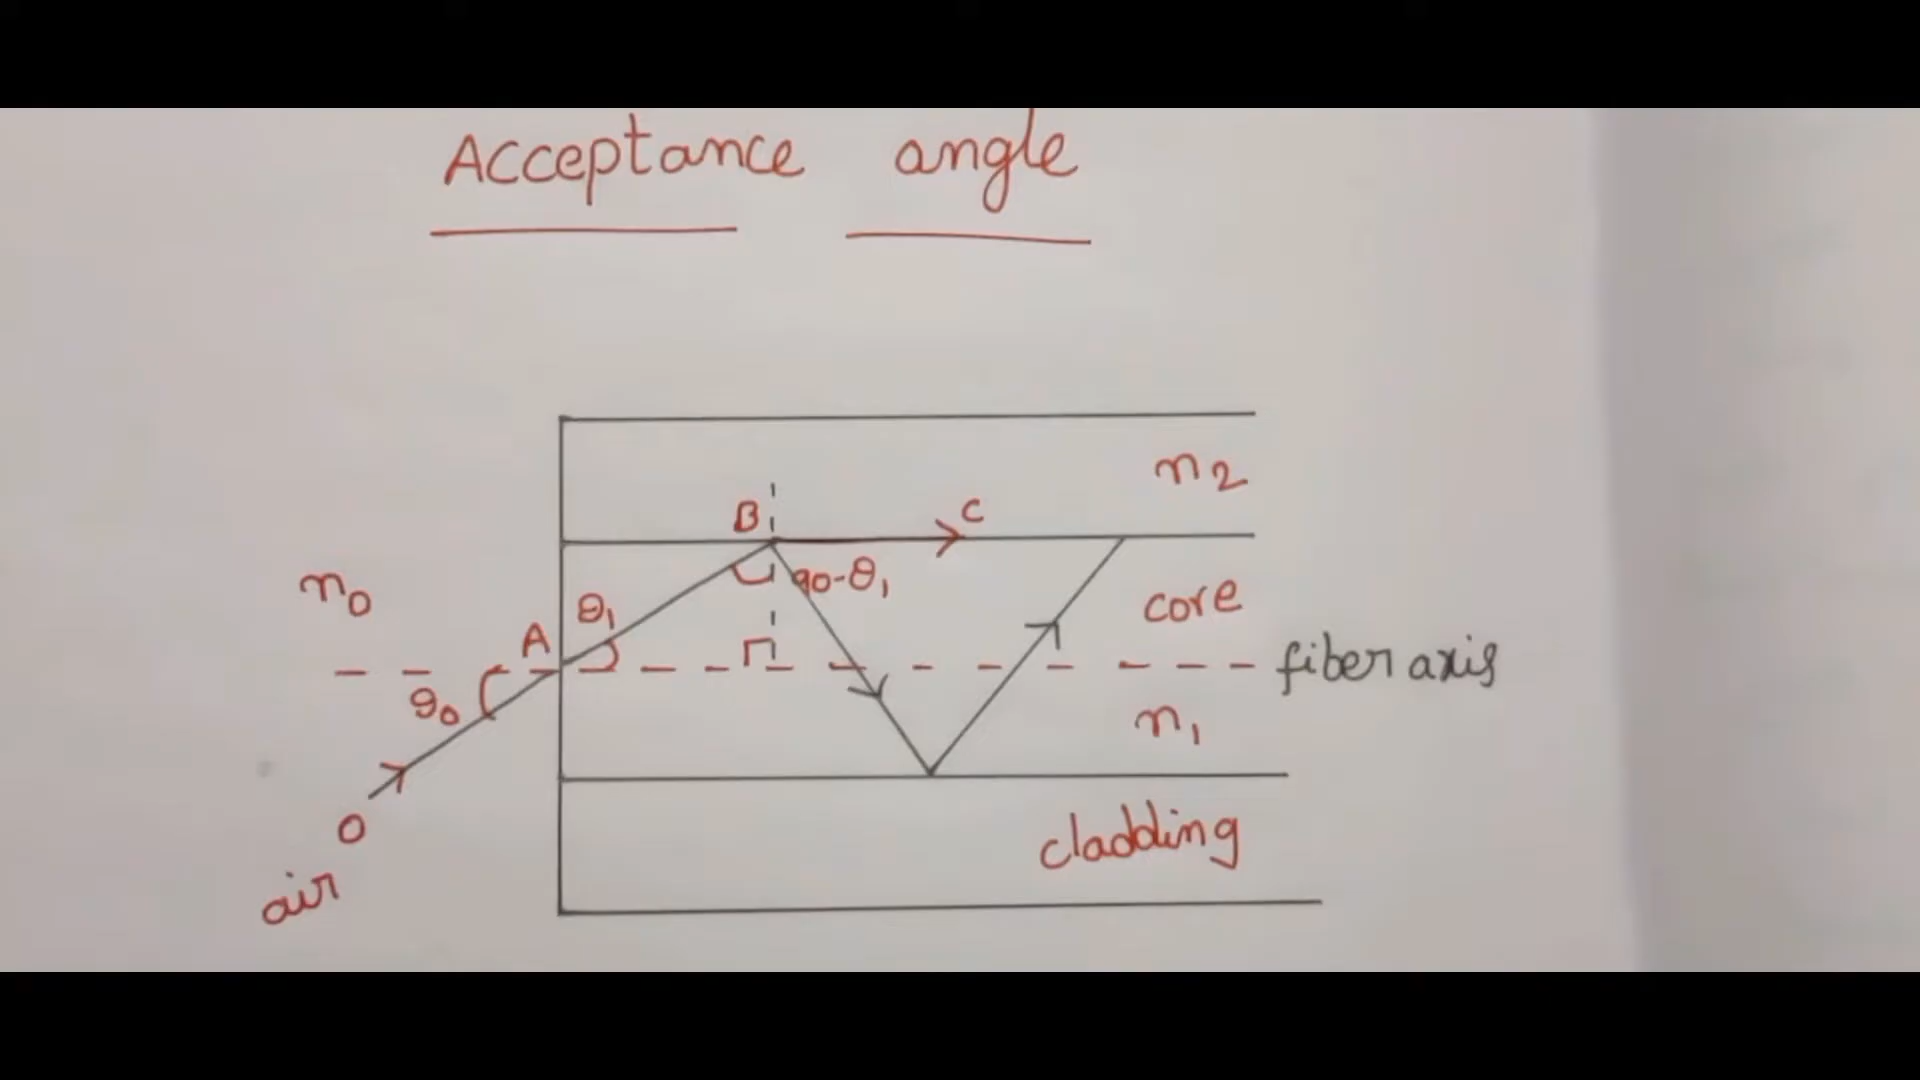 Acceptance angle
n₂
B
C
n₀
θ₁
90-θ₁
core
A
fiber axis
θ₀
n₁
O
cladding
air